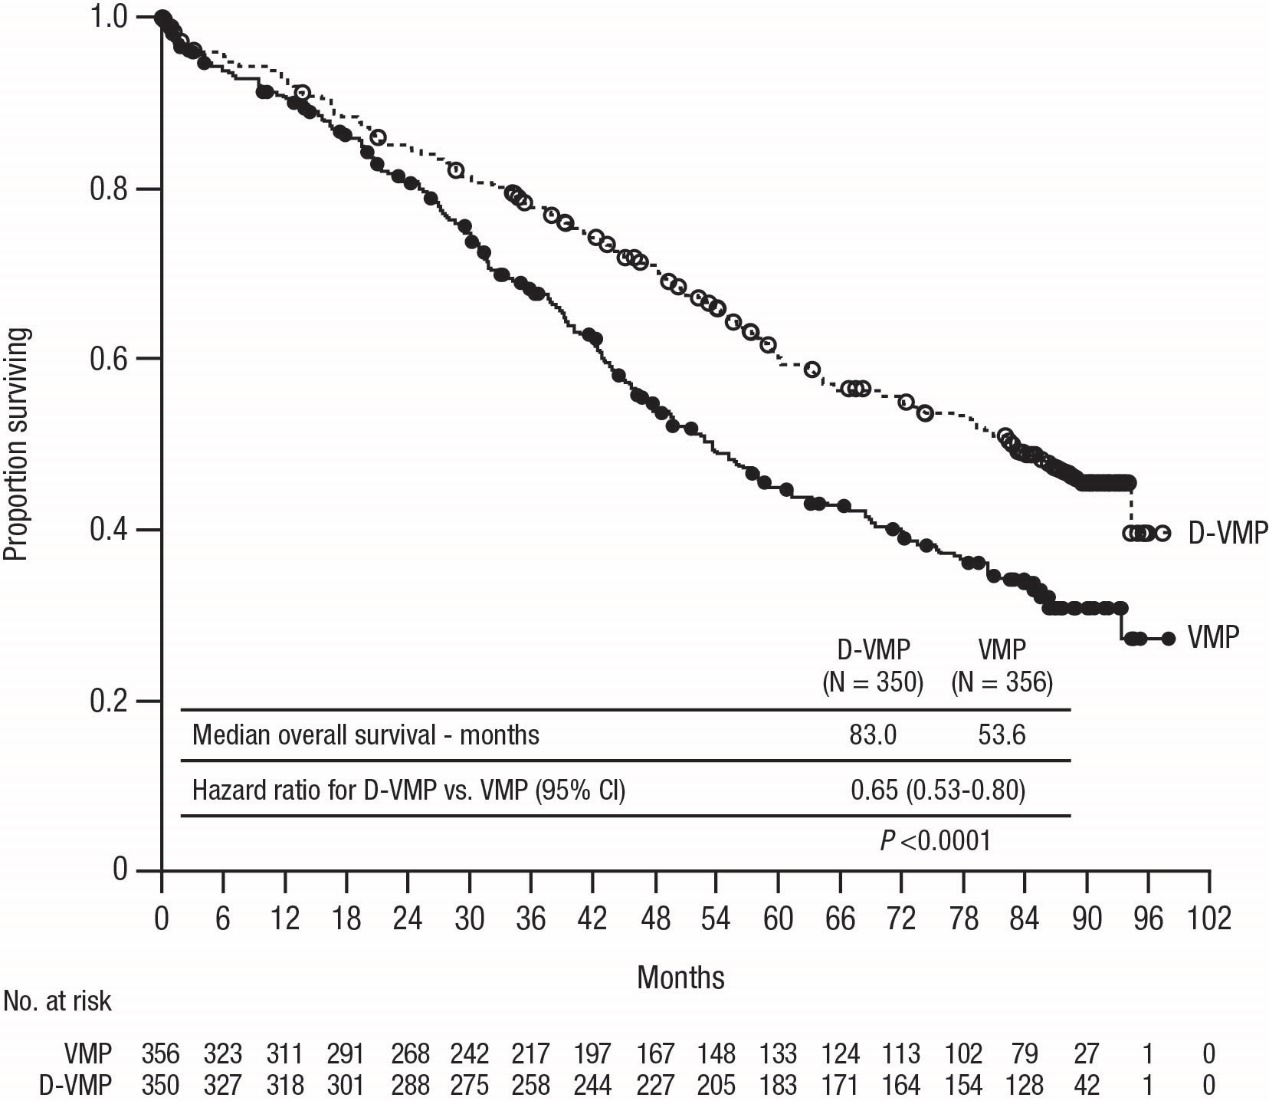 Proportion surviving
1.0
0.8
0.6
0.4
0.2
0
D-VMP
VMP
D-VMP VMP
(N = 350) (N = 356)
Median overall survival - months 83.0 53.6
Hazard ratio for D-VMP vs. VMP (95% CI) 0.65 (0.53-0.80)
P <0.0001
0 6 12 18 24 30 36 42 48 54 60 66 72 78 84 90 96 102
Months
No. at risk
VMP 356 323 311 291 268 242 217 197 167 148 133 124 113 102 79 27 1 0
D-VMP 350 327 318 301 288 275 258 244 227 205 183 171 164 154 128 42 1 0